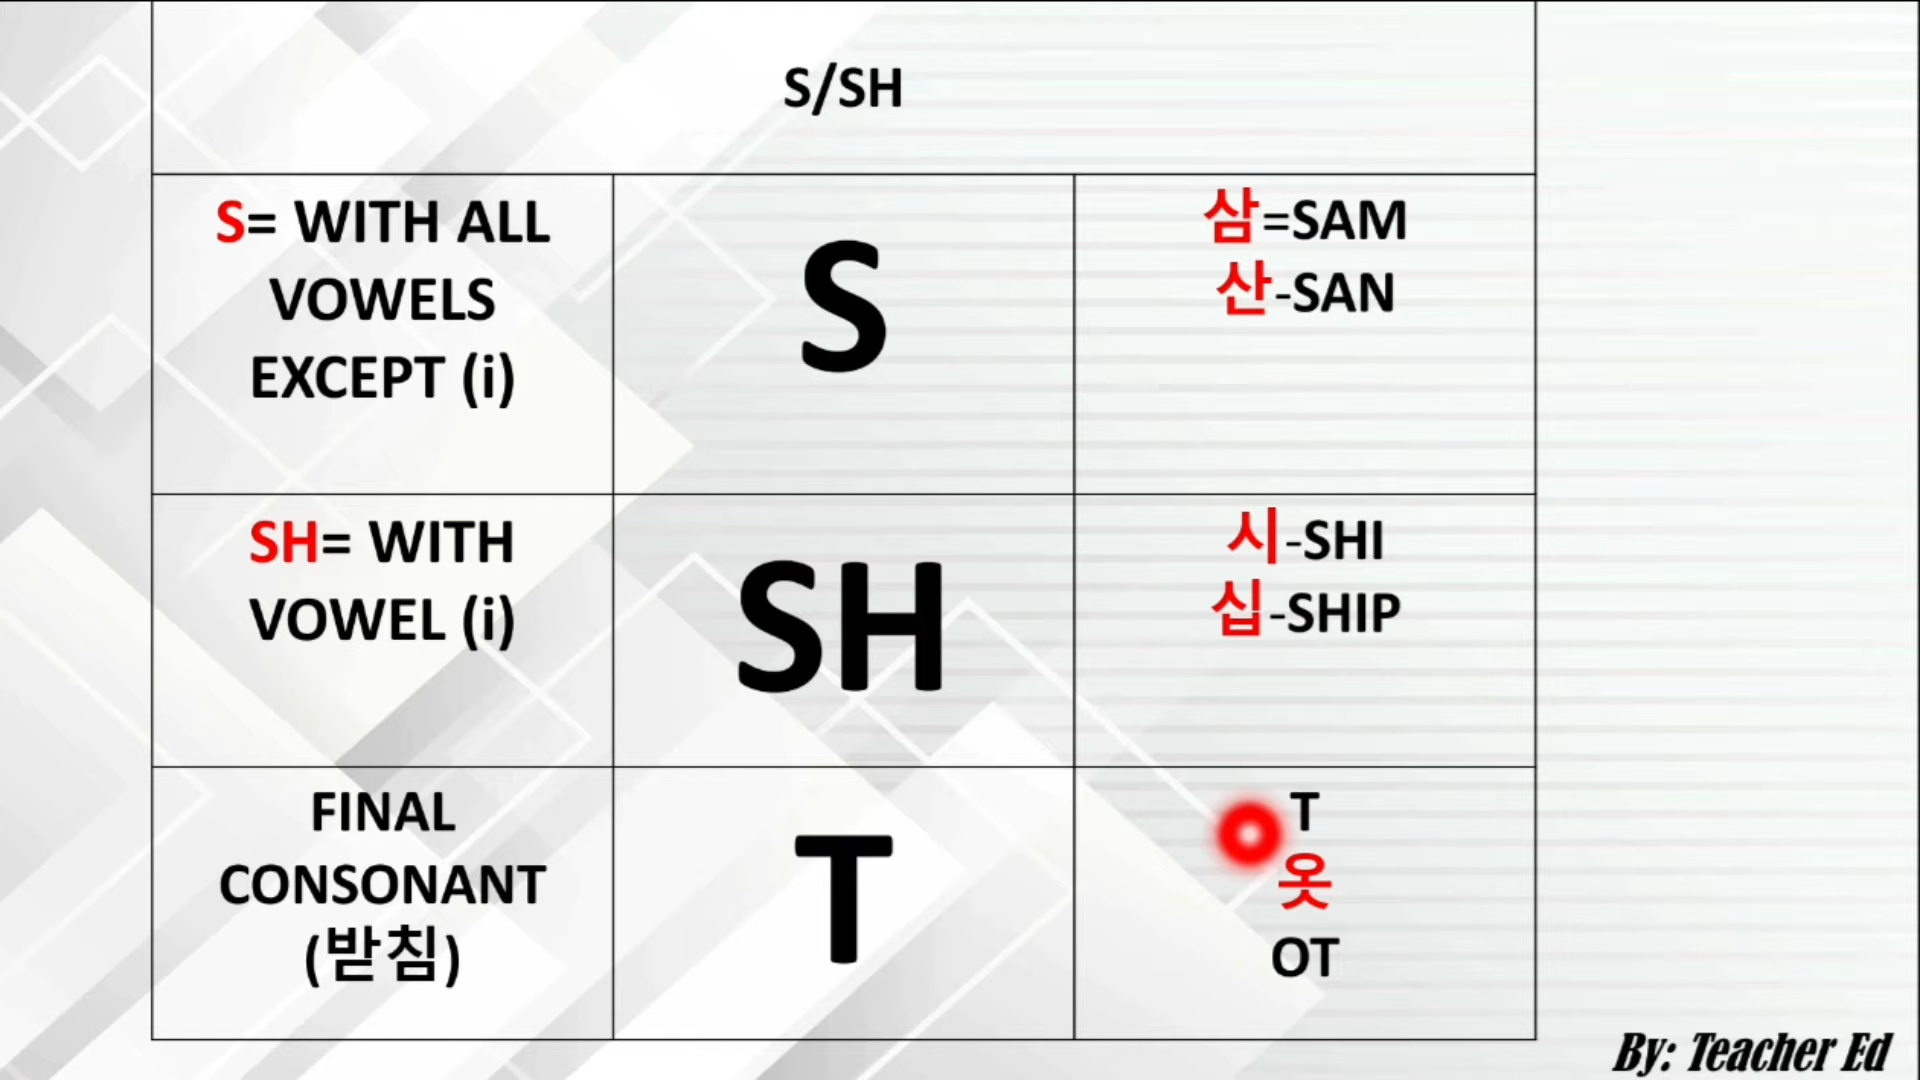 S/SH
S= WITH ALL
VOWELS
EXCEPT (i)
S
삼=SAM
산-SAN
SH= WITH
VOWEL (i)
SH
시-SHI
십-SHIP
FINAL
CONSONANT
(받침)
T
T
옷
OT
By: Teacher Ed